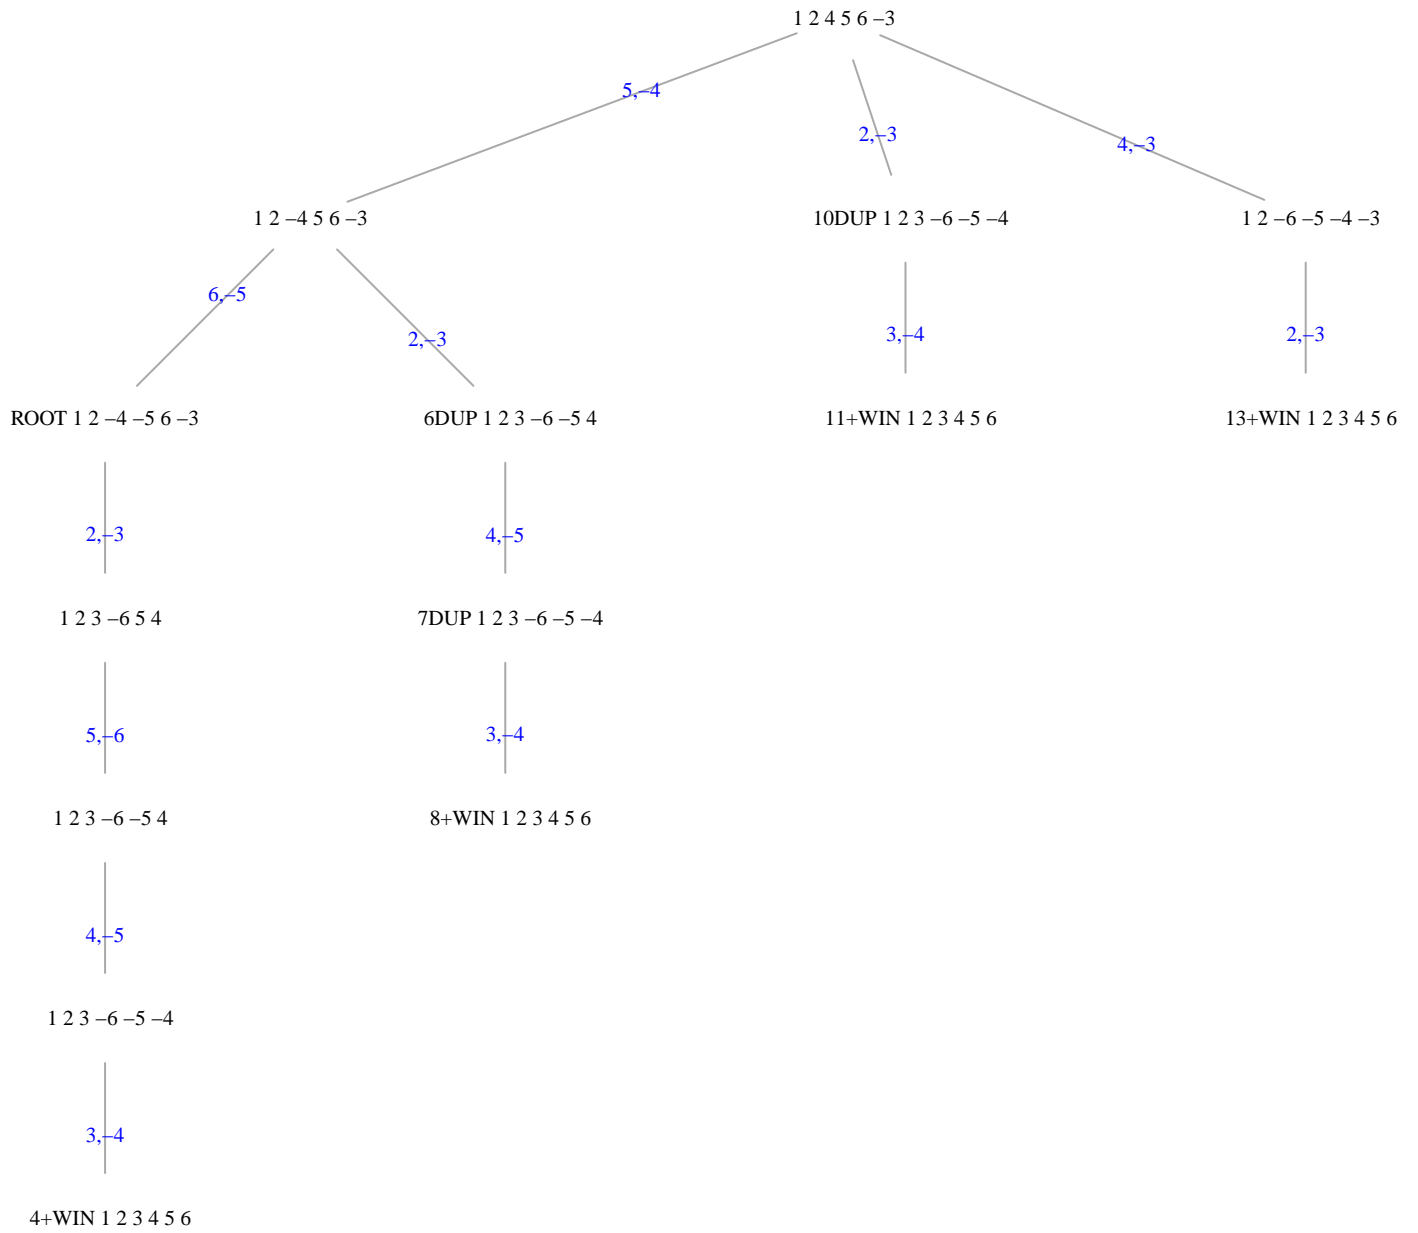 1 2 4 5 6 –3
5,–4
2,–3
4,–3
1 2 –4 5 6 –3
10DUP 1 2 3 –6 –5 –4
1 2 –6 –5 –4 –3
6,–5
2,–3
3,–4
2,–3
ROOT 1 2 –4 –5 6 –3
6DUP 1 2 3 –6 –5 4
11+WIN 1 2 3 4 5 6
13+WIN 1 2 3 4 5 6
2,–3
4,–5
1 2 3 –6 5 4
7DUP 1 2 3 –6 –5 –4
5,–6
3,–4
1 2 3 –6 –5 4
8+WIN 1 2 3 4 5 6
4,–5
1 2 3 –6 –5 –4
3,–4
4+WIN 1 2 3 4 5 6